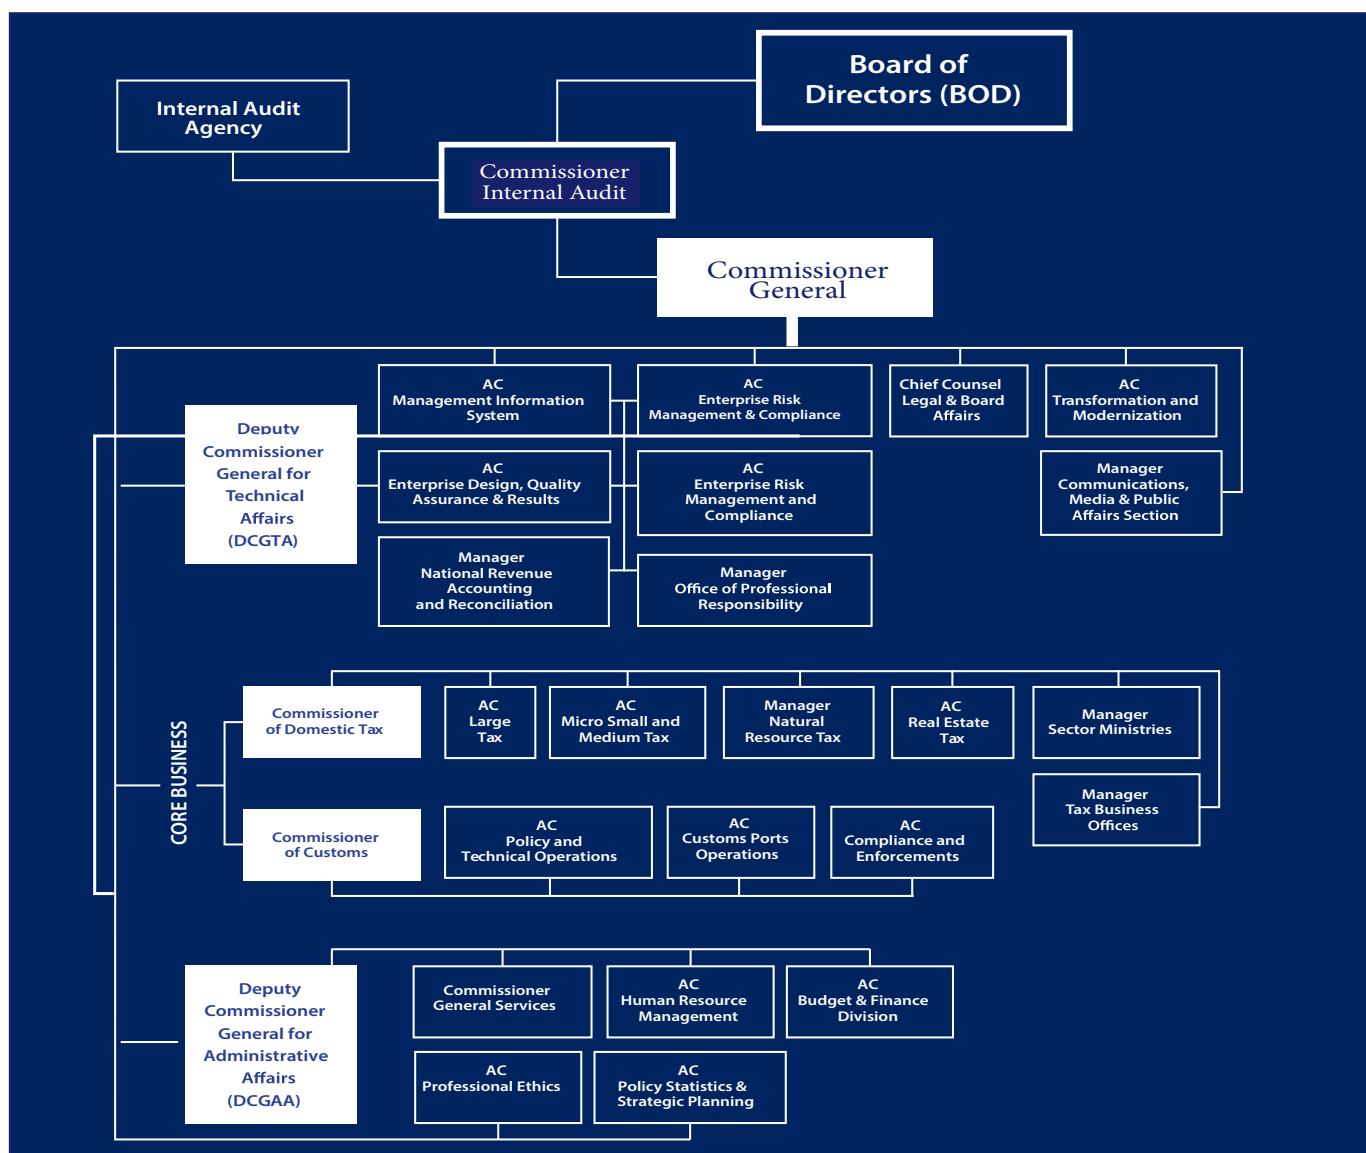 Board of
Directors (BOD)
Internal Audit
Agency
Commissioner
Internal Audit
Commissioner
General
AC
Management Information
System
AC
Enterprise Risk
Management & Compliance
Chief Counsel
Legal & Board
Affairs
AC
Transformation and
Modernization
Deputy
Commissioner
General for
Technical
Affairs
(DCGTA)
AC
Enterprise Design, Quality
Assurance & Results
AC
Enterprise Risk
Management and
Compliance
Manager
Communications,
Media & Public
Affairs Section
Manager
National Revenue
Accounting
and Reconciliation
Manager
Office of Professional
Responsibility
CORE BUSINESS
Commissioner
of Domestic Tax
AC
Large
Tax
AC
Micro Small and
Medium Tax
Manager
Natural
Resource Tax
AC
Real Estate
Tax
Manager
Sector Ministries
Manager
Tax Business
Offices
Commissioner
of Customs
AC
Policy and
Technical Operations
AC
Customs Ports
Operations
AC
Compliance and
Enforcements
Deputy
Commissioner
General for
Administrative
Affairs
(DCGAA)
Commissioner
General Services
AC
Human Resource
Management
AC
Budget & Finance
Division
AC
Professional Ethics
AC
Policy Statistics &
Strategic Planning